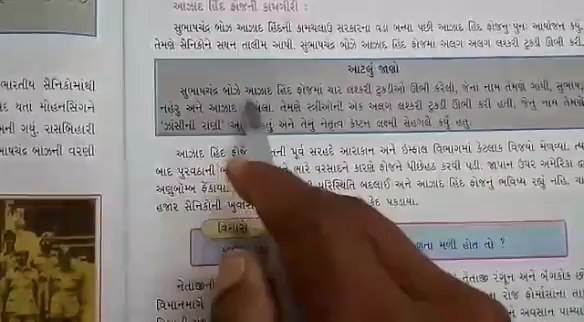 આઝાદ હિંદ ફોજની કામગીરી :
સુભાષચંદ્ર બોઝ આઝાદ હિંદની કામચલાઉ સરકારના વડા બન્યા પછી આઝાદ હિંદ ફોજનું પુનઃ આયોજન કર્યું.
તેમણે સૈનિકોને સઘન તાલીમ આપી. સુભાષચંદ્ર બોઝે આઝાદ હિંદ ફોજમાં અલગ અલગ લશ્કરી ટુકડી ઊભી કરી.
આટલું જાણો
સુભાષચંદ્ર બોઝે આઝાદ હિંદ ફોજમાં ચાર લશ્કરી ટુકડીઓ ઊભી કરેલી, જેના નામ તેમણે ગાંધી, સુભાષ,
નહેરુ અને આઝાદ તેમણે સ્ત્રીઓની એક અલગ લશ્કરી ટુકડી ઊભી કરી હતી, જેનું નામ તેમણે
'ઝાંસીની રાણી' અને તેનું નેતૃત્વ કૅપ્ટન લક્ષ્મી સેહગલે કર્યું હતું.
આઝાદ હિંદ ફોજે પૂર્વ સરહદે આરાકાન અને ઇમ્ફાલ વિભાગમાં કેટલાક વિજયો મેળવ્યા.
બાદ પુરવઠાની અને ભારે વરસાદને કારણે ફોજને પીછેહઠ કરવી પડી. જાપાન ઉપર અમેરિકા
અણુબૉમ્બ ફેંકાયા. પરિસ્થિતિ બદલાઈ અને આઝાદ હિંદ ફોજનું ભવિષ્ય રહ્યું નહિ.
હજાર સૈનિકોની ખુવારી કેદ પકડાયા.
વિચારો
મળી હોત તો ?
નેતાજીની નેતાજી રંગૂન અને બેંગકોક
વિમાનમાર્ગે રોજ ફોર્મોસાના
અવસાન પામ્યા
ભારતીય સૈનિકોમાંથી
થતાં મોહનસિંગને
ગયું. રાસબિહારી
બોઝની વરણી